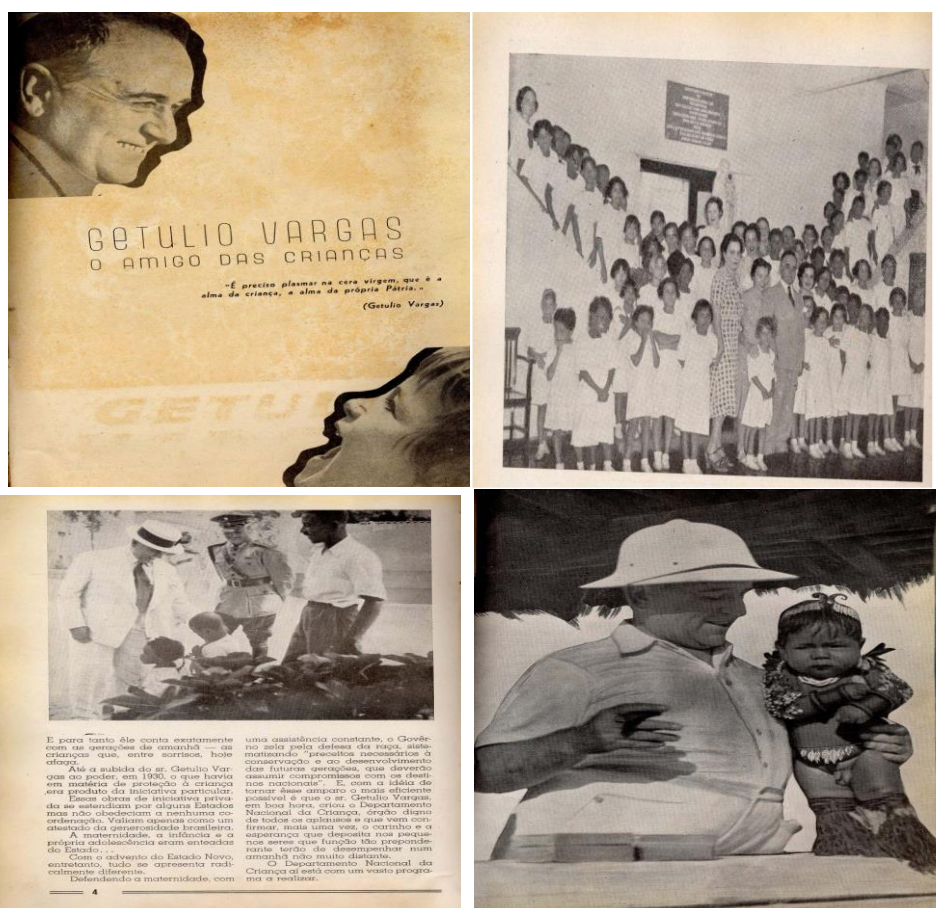 GETULIO VARGAS
O AMIGO DAS CRIANÇAS
"É preciso plasmar na cera virgem, que é a
alma da criança, a alma da própria Pátria."
(Getulio Vargas)
GETUL
E para tanto êle conta exatamente
com as gerações de amanhã — as
crianças que, entre sorrisos, hoje
afaga.
Até a subida do sr. Getulio Var-
gas ao poder, em 1930, o que havia
em matéria de proteção à criança
era produto da iniciativa particular.
Essas obras de iniciativa priva-
da se estendiam por alguns Estados
mas não obedeciam a nenhuma co-
ordenação. Valiam apenas como um
atestado da generosidade brasileira.
A maternidade, a infância e a
própria adolescência eram enteadas
do Estado...
Com o advento do Estado Novo,
entretanto, tudo se apresenta radi-
calmente diferente.
Defendendo a maternidade, com
uma assistência constante, o Govêr-
no zela pela defesa da raça, siste-
matisando "preceitos necessários à
conservação e ao desenvolvimento
das futuras gerações, que deverão
assumir compromissos com os desti-
nos nacionais". E, com a idéia de
tornar êsse amparo o mais eficiente
possível é que o sr. Getulio Vargas,
em boa hora, criou o Departamento
Nacional da Criança, órgão digno
de todos os aplausos e que vem con-
firmar, mais uma vez, o carinho e a
esperança que deposita nos peque-
nos seres que função tão preponde-
rante terão de desempenhar num
amanhã não muito distante.
O Departamento Nacional da
Criança aí está com um vasto progra-
ma a realizar.
4